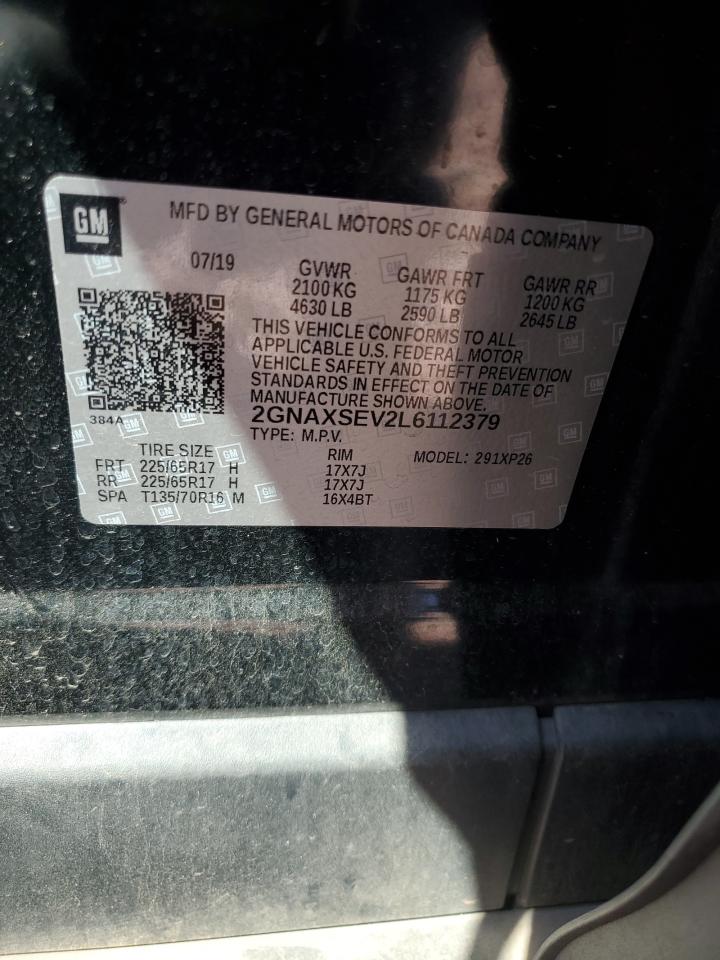 GM
MFD BY GENERAL MOTORS OF CANADA COMPANY
07/19
GVWR
2100 KG
4630 LB
GAWR FRT
1175 KG
2590 LB
GAWR RR
1200 KG
2645 LB
THIS VEHICLE CONFORMS TO ALL
APPLICABLE U.S. FEDERAL MOTOR
VEHICLE SAFETY AND THEFT PREVENTION
STANDARDS IN EFFECT ON THE DATE OF
MANUFACTURE SHOWN ABOVE.
384A
2GNAXSEV2L6112379
TYPE: M.P.V.
MODEL: 291XP26
TIRE SIZE RIM
FRT 225/65R17 H 17X7J
RR 225/65R17 H 17X7J
SPA T135/70R16 M 16X4BT